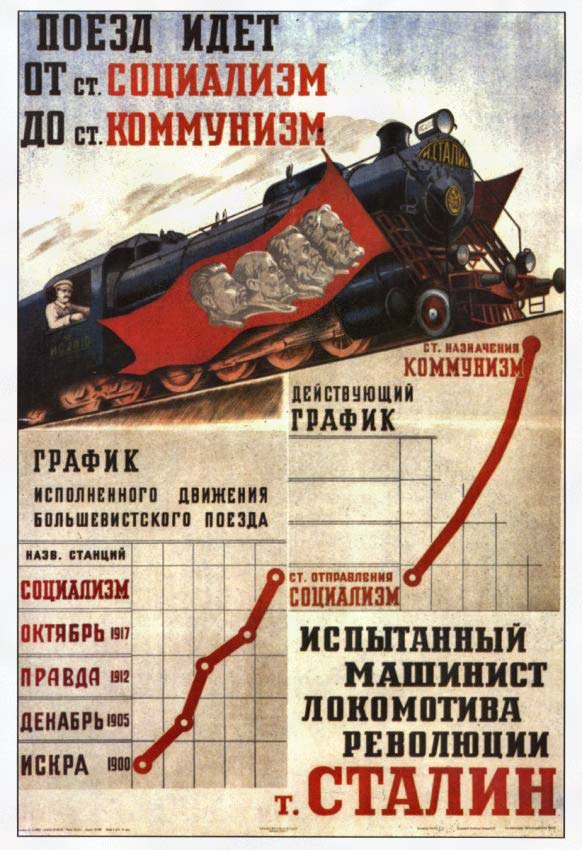 ПОЕЗД ИДЕТ
ОТ ст. СОЦИАЛИЗМ
ДО ст. КОММУНИЗМ
И.СТАЛИН
СТ. НАЗНАЧЕНИЯ
КОММУНИЗМ
ДЕЙСТВУЮЩИЙ
ГРАФИК
СТ. ОТПРАВЛЕНИЯ
СОЦИАЛИЗМ
ГРАФИК
ИСПОЛНЕННОГО ДВИЖЕНИЯ
БОЛЬШЕВИСТСКОГО ПОЕЗДА
НАЗВ. СТАНЦИЙ
СОЦИАЛИЗМ
ОКТЯБРЬ 1917
ПРАВДА 1912
ДЕКАБРЬ 1905
ИСКРА 1900
ИСПЫТАННЫЙ
МАШИНИСТ
ЛОКОМОТИВА
РЕВОЛЮЦИИ
т. СТАЛИН